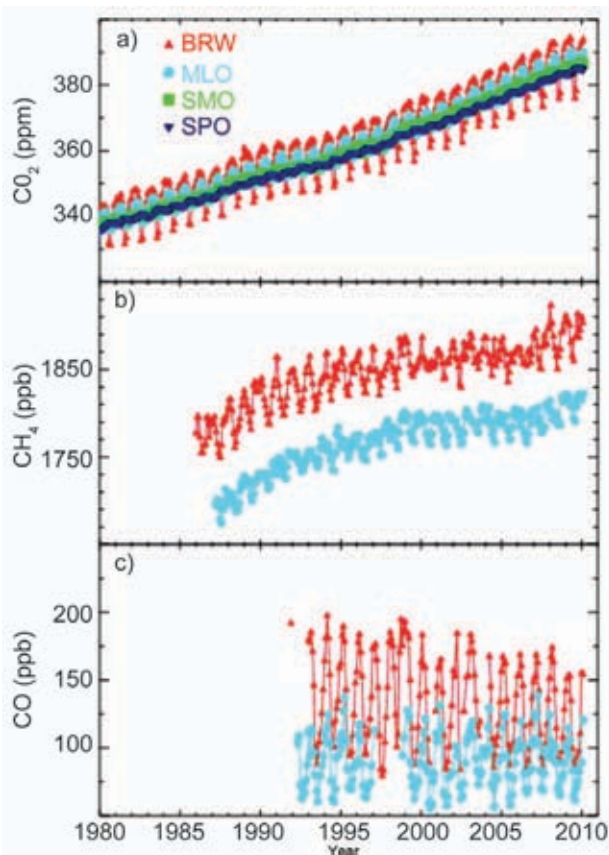 a)
BRW
MLO
SMO
SPO
380
360
340
C0₂ (ppm)
b)
1850
1750
CH₄ (ppb)
c)
200
150
100
CO (ppb)
1980 1985 1990 1995 2000 2005 2010
Year